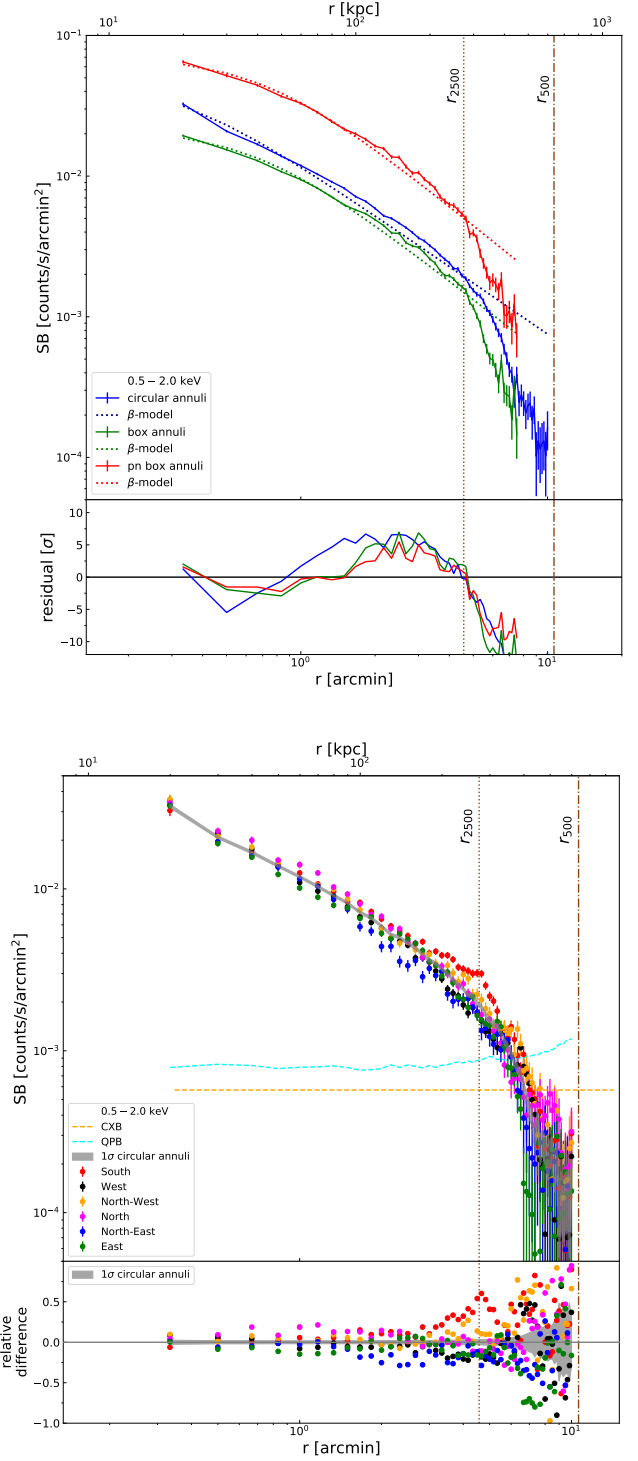 r [kpc]
10¹ 10² 10³
10⁻¹
10⁻²
10⁻³
10⁻⁴
SB [counts/s/arcmin²]
r₂₅₀₀
r₅₀₀
0.5 − 2.0 keV
circular annuli
β-model
box annuli
β-model
pn box annuli
β-model
10
5
0
−5
−10
residual [σ]
10⁰ 10¹
r [arcmin]
r [kpc]
10¹ 10²
10⁻²
10⁻³
10⁻⁴
SB [counts/s/arcmin²]
r₂₅₀₀
r₅₀₀
0.5 − 2.0 keV
CXB
QPB
1σ circular annuli
South
West
North-West
North
North-East
East
1σ circular annuli
0.5
0.0
−0.5
−1.0
relative
difference
10⁰ 10¹
r [arcmin]